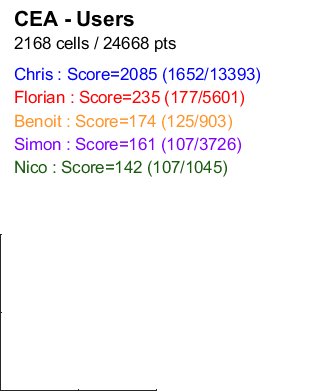 CEA - Users
2168 cells / 24668 pts
Chris : Score=2085 (1652/13393)
Florian : Score=235 (177/5601)
Benoit : Score=174 (125/903)
Simon : Score=161 (107/3726)
Nico : Score=142 (107/1045)